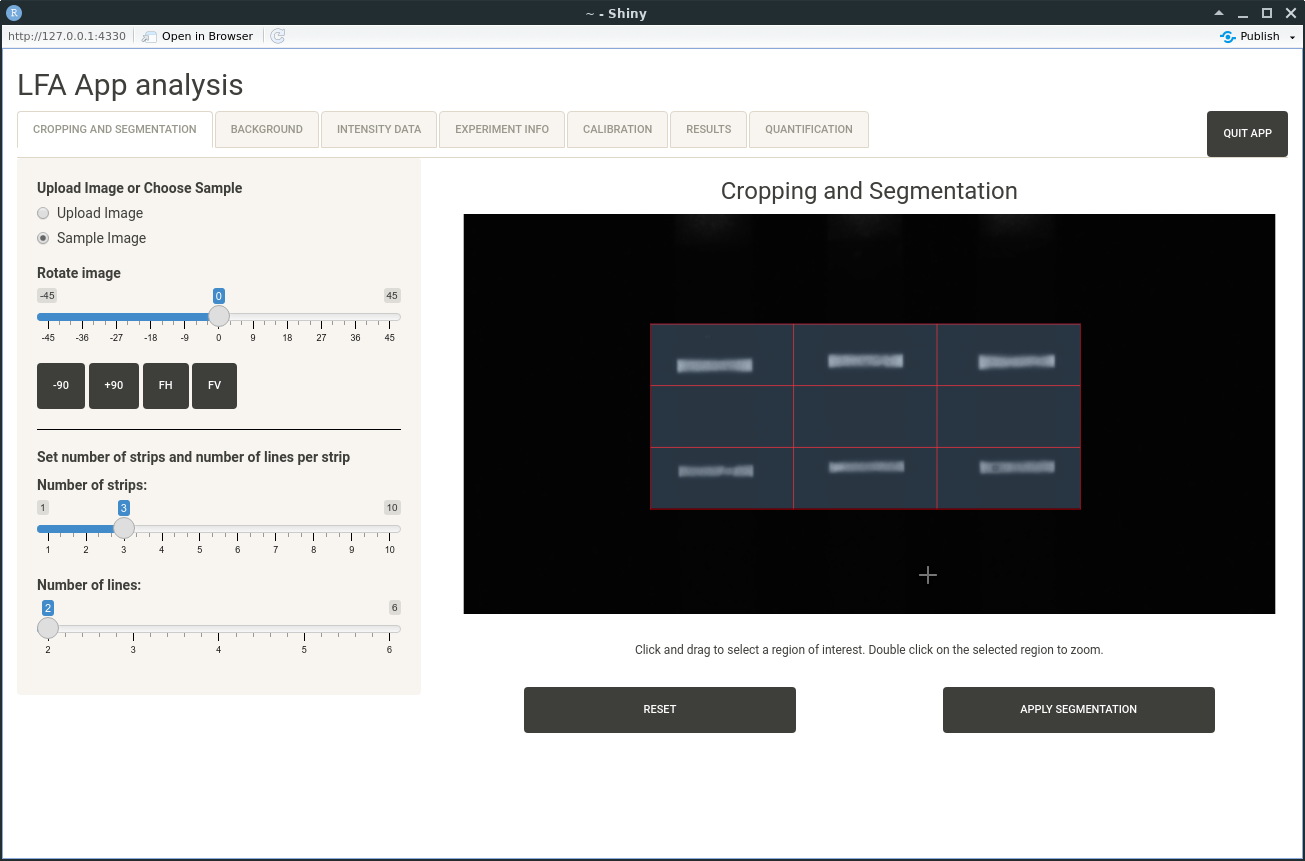 R
~ - Shiny
http://127.0.0.1:4330 Open in Browser Publish
LFA App analysis
CROPPING AND SEGMENTATION BACKGROUND INTENSITY DATA EXPERIMENT INFO CALIBRATION RESULTS QUANTIFICATION QUIT APP
Upload Image or Choose Sample
Upload Image
Sample Image
Rotate image
-45 0 45
-45 -36 -27 -18 -9 0 9 18 27 36 45
-90 +90 FH FV
Set number of strips and number of lines per strip
Number of strips:
1 3 10
1 2 3 4 5 6 7 8 9 10
Number of lines:
2 6
2 3 4 5 6
Cropping and Segmentation
Click and drag to select a region of interest. Double click on the selected region to zoom.
RESET APPLY SEGMENTATION